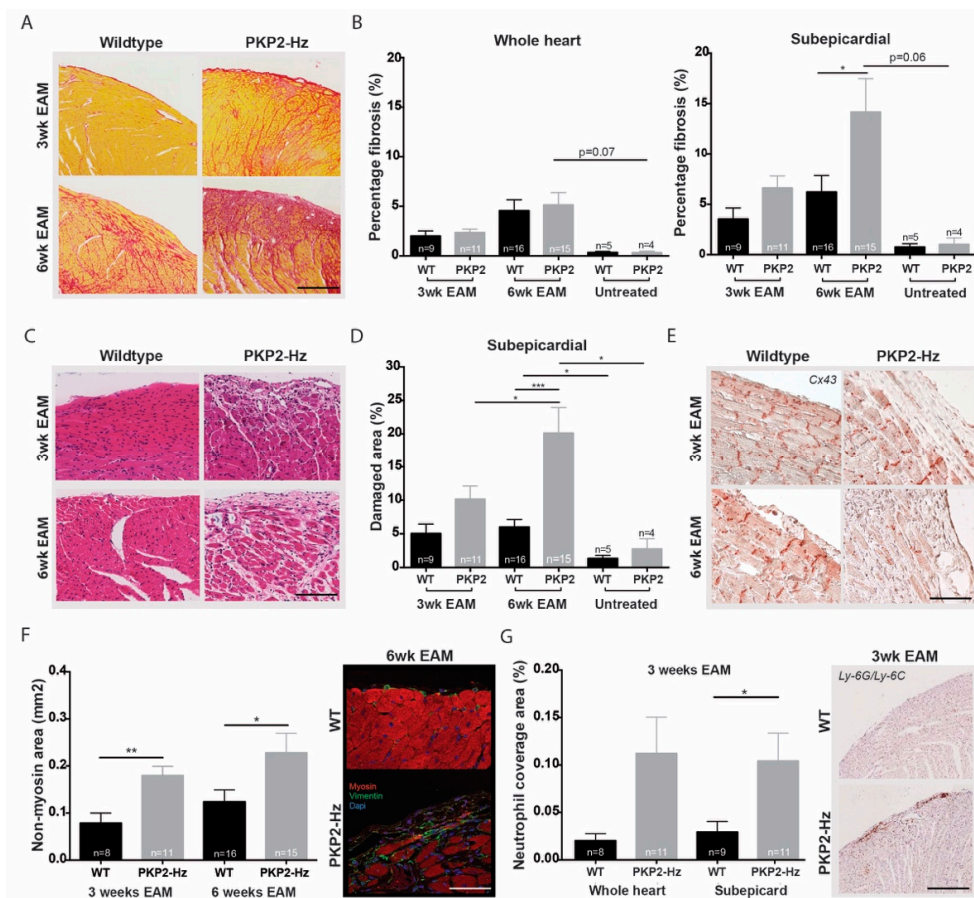 A
Wildtype
PKP2-Hz
3wk EAM
6wk EAM
B
Whole heart
Percentage fibrosis (%)
20
15
10
5
0
p=0.07
n=9
n=11
n=16
n=15
n=5
n=4
WT
PKP2
WT
PKP2
WT
PKP2
3wk EAM
6wk EAM
Untreated
Subepicardial
Percentage fibrosis (%)
20
15
10
5
0
*
p=0.06
n=9
n=11
n=16
n=15
n=5
n=4
WT
PKP2
WT
PKP2
WT
PKP2
3wk EAM
6wk EAM
Untreated
C
Wildtype
PKP2-Hz
3wk EAM
6wk EAM
D
Subepicardial
Damaged area (%)
30
25
20
15
10
5
0
*
*
***
*
n=9
n=11
n=16
n=15
n=5
n=4
WT
PKP2
WT
PKP2
WT
PKP2
3wk EAM
6wk EAM
Untreated
E
Wildtype
PKP2-Hz
Cx43
3wk EAM
6wk EAM
F
Non-myosin area (mm2)
0.4
0.3
0.2
0.1
0.0
**
*
n=8
n=11
n=16
n=15
WT
PKP2-Hz
WT
PKP2-Hz
3 weeks EAM
6 weeks EAM
6wk EAM
WT
PKP2-Hz
Myosin
Vimentin
Dapi
G
3 weeks EAM
Neutrophil coverage area (%)
0.20
0.15
0.10
0.05
0.00
*
n=8
n=11
n=9
n=11
WT
PKP2-Hz
WT
PKP2-Hz
Whole heart
Subepicard
3wk EAM
Ly-6G/Ly-6C
WT
PKP2-Hz